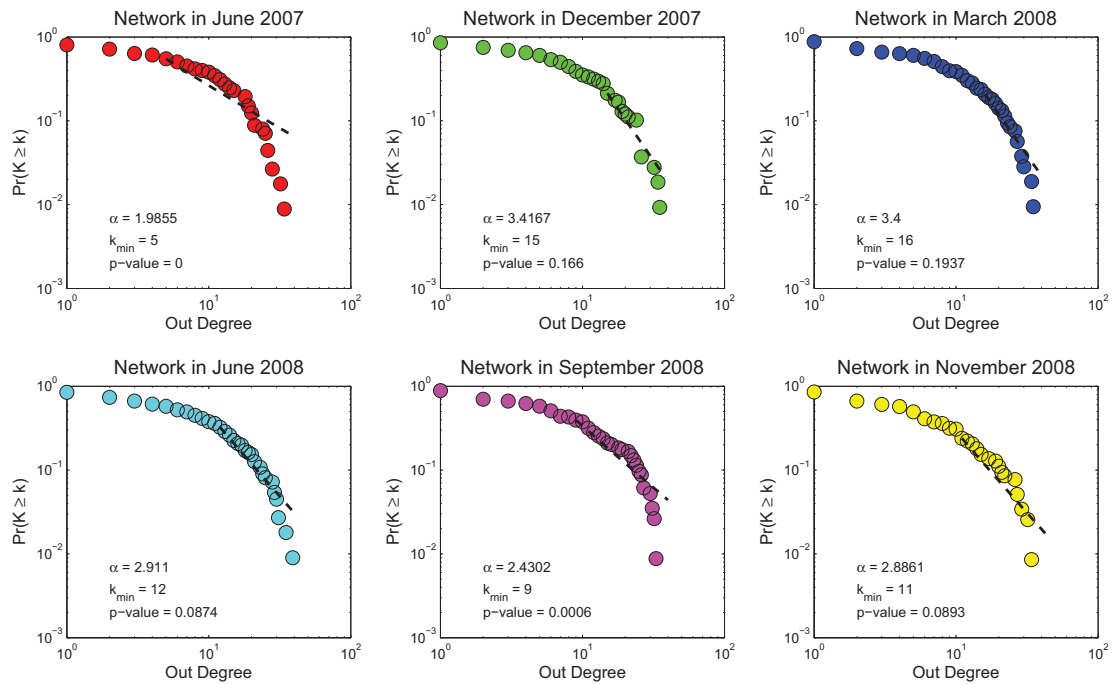 Network in June 2007
Pr(K ≥ k)
10^0
10^−1
10^−2
10^−3
α = 1.9855
k_min = 5
p−value = 0
10^0
10^1
10^2
Out Degree
Network in December 2007
Pr(K ≥ k)
10^0
10^−1
10^−2
10^−3
α = 3.4167
k_min = 15
p−value = 0.166
10^0
10^1
10^2
Out Degree
Network in March 2008
Pr(K ≥ k)
10^0
10^−1
10^−2
10^−3
α = 3.4
k_min = 16
p−value = 0.1937
10^0
10^1
10^2
Out Degree
Network in June 2008
Pr(K ≥ k)
10^0
10^−1
10^−2
10^−3
α = 2.911
k_min = 12
p−value = 0.0874
10^0
10^1
10^2
Out Degree
Network in September 2008
Pr(K ≥ k)
10^0
10^−1
10^−2
10^−3
α = 2.4302
k_min = 9
p−value = 0.0006
10^0
10^1
10^2
Out Degree
Network in November 2008
Pr(K ≥ k)
10^0
10^−1
10^−2
10^−3
α = 2.8861
k_min = 11
p−value = 0.0893
10^0
10^1
10^2
Out Degree